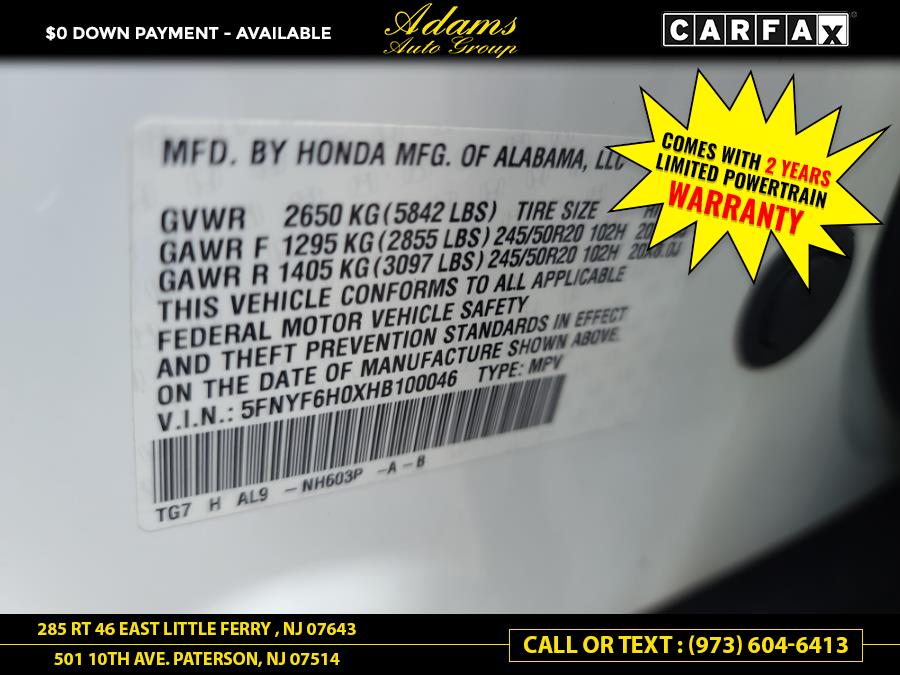 $0 DOWN PAYMENT - AVAILABLE
Adams
Auto Group
CARFAX
COMES WITH 2 YEARS
LIMITED POWERTRAIN
WARRANTY
MFD. BY HONDA MFG. OF ALABAMA, LLC
GVWR 2650 KG (5842 LBS) TIRE SIZE
GAWR F 1295 KG (2855 LBS) 245/50R20 102H
GAWR R 1405 KG (3097 LBS) 245/50R20 102H 20X8.0J
THIS VEHICLE CONFORMS TO ALL APPLICABLE
FEDERAL MOTOR VEHICLE SAFETY
AND THEFT PREVENTION STANDARDS IN EFFECT
ON THE DATE OF MANUFACTURE SHOWN ABOVE.
V.I.N.: 5FNYF6H0XHB100046 TYPE: MPV
TG7 H AL9 -NH603P -A -B
285 RT 46 EAST LITTLE FERRY , NJ 07643
501 10TH AVE. PATERSON, NJ 07514
CALL OR TEXT : (973) 604-6413